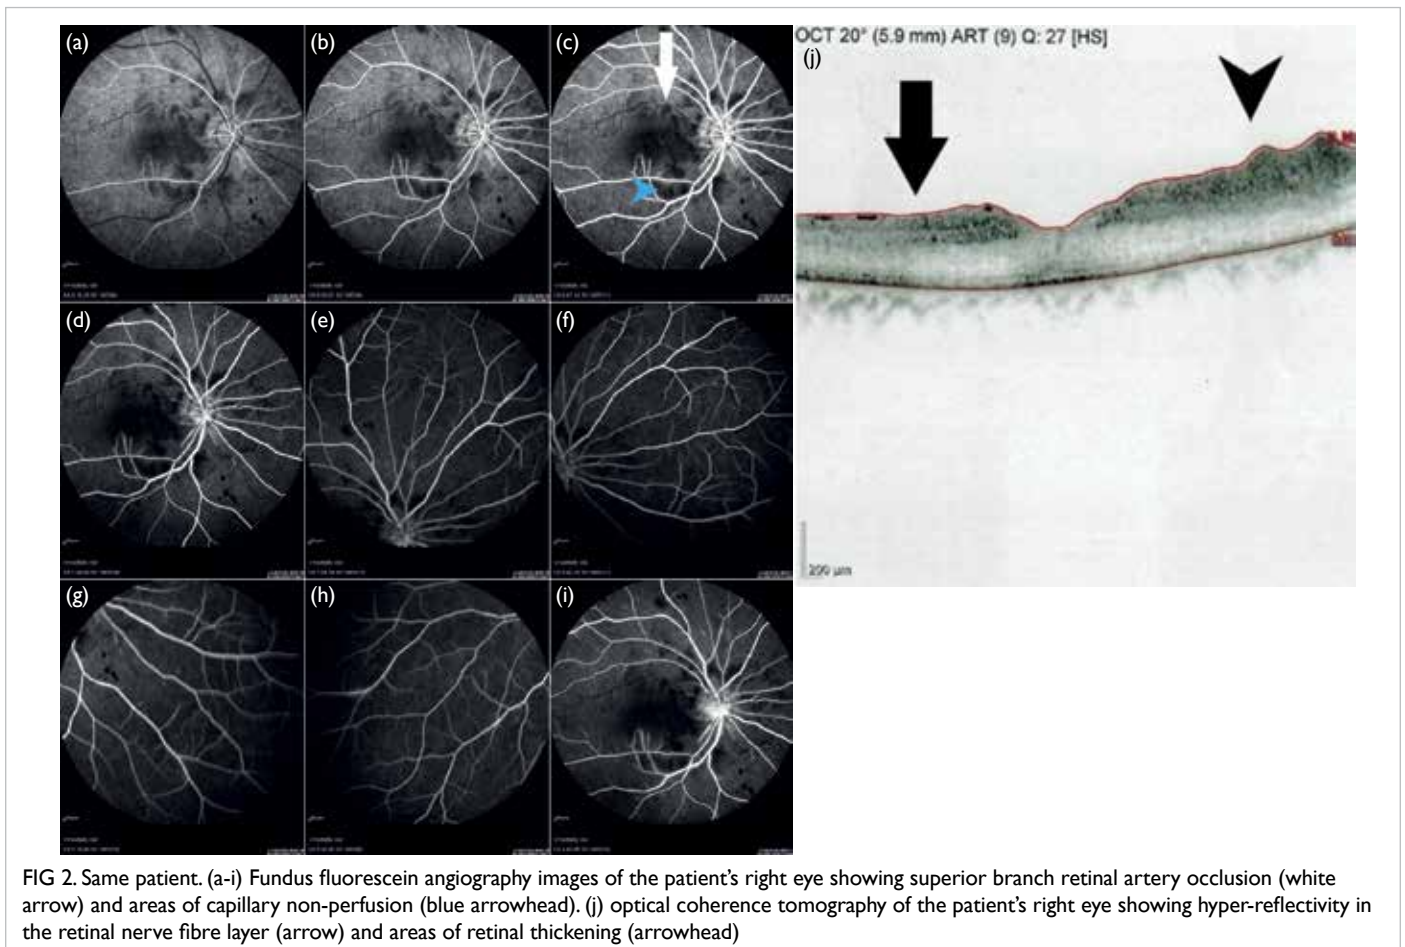 (a)
(b)
(c)
OCT 20° (5.9 mm) ART (9) Q: 27 [HS]
(j)
(d)
(e)
(f)
200 µm
(g)
(h)
(i)
FIG 2. Same patient. (a-i) Fundus fluorescein angiography images of the patient’s right eye showing superior branch retinal artery occlusion (white
arrow) and areas of capillary non-perfusion (blue arrowhead). (j) optical coherence tomography of the patient’s right eye showing hyper-reflectivity in
the retinal nerve fibre layer (arrow) and areas of retinal thickening (arrowhead)